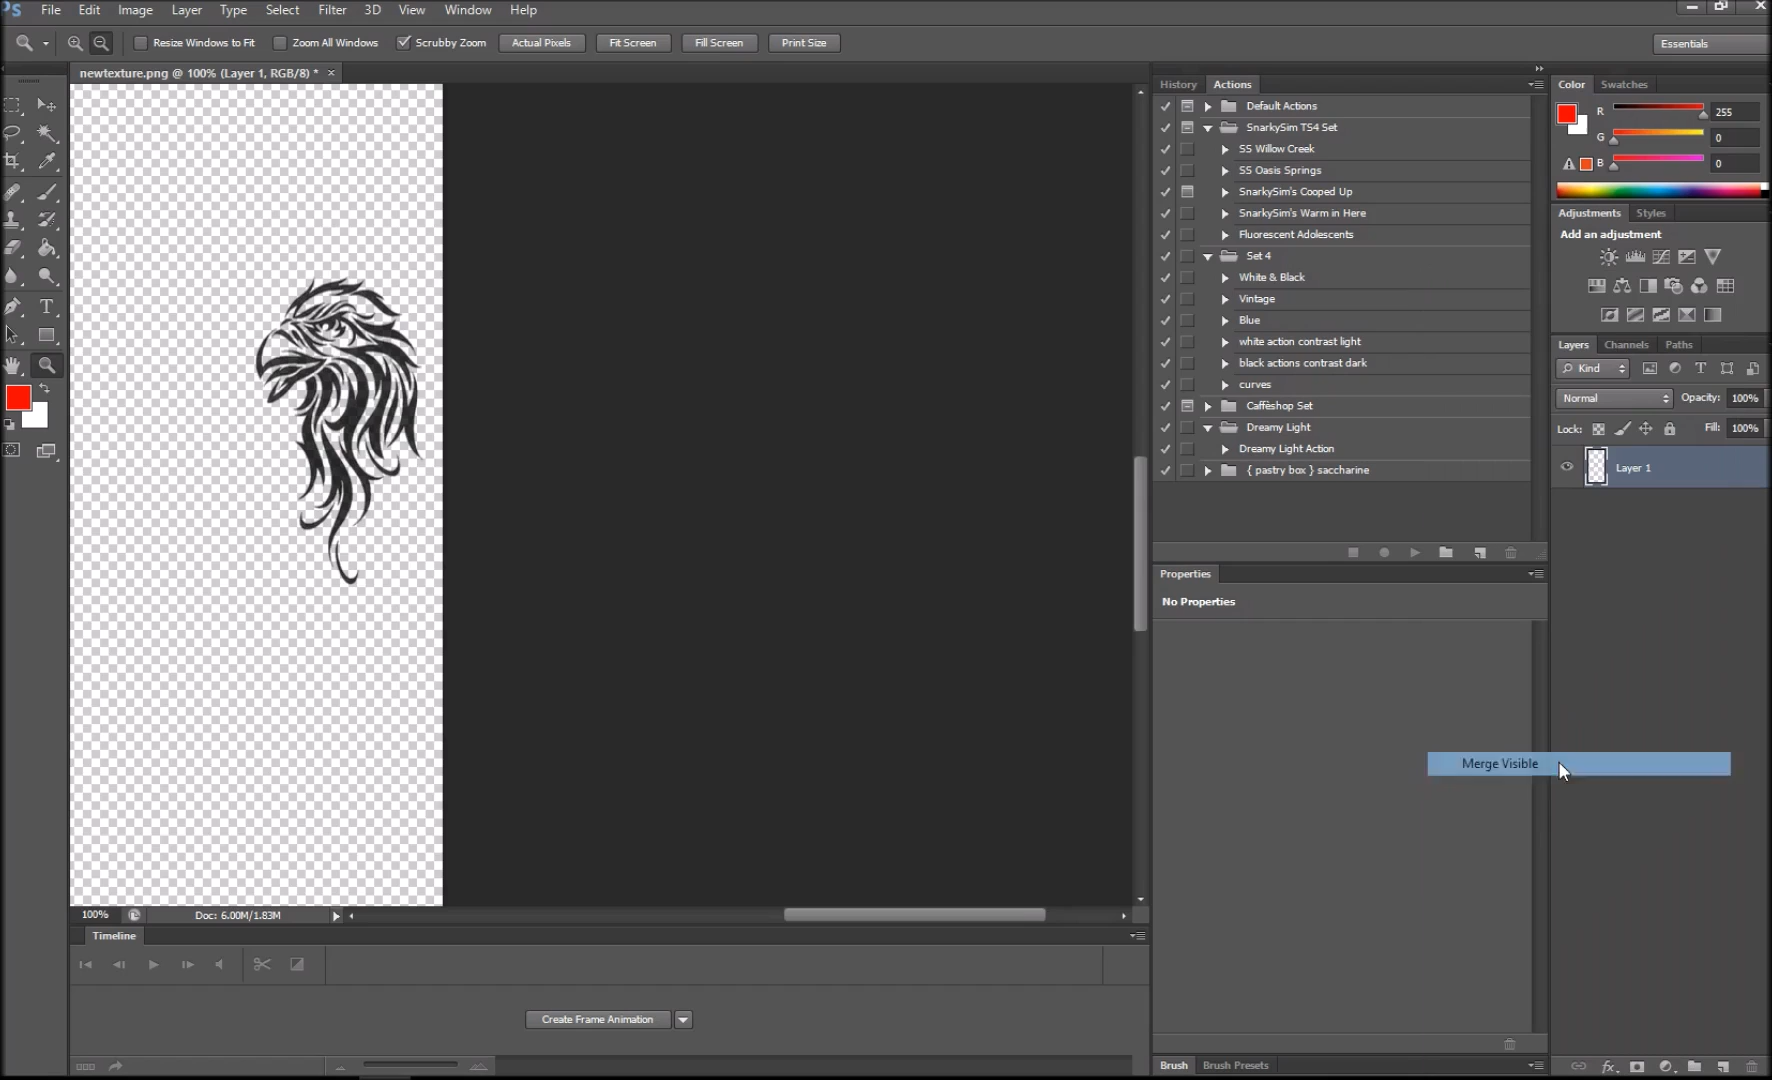 Ps File Edit Image Layer Type Select Filter 3D View Window Help
Resize Windows to Fit Zoom All Windows Scrubby Zoom Actual Pixels Fit Screen Fill Screen Print Size Essentials
newtexture.png @ 100% (Layer 1, RGB/8) * ×
History Actions
Default Actions
SnarkySim TS4 Set
SS Willow Creek
SS Oasis Springs
SnarkySim's Cooped Up
SnarkySim's Warm in Here
Fluorescent Adolescents
Set 4
White & Black
Vintage
Blue
white action contrast light
black actions contrast dark
curves
Caffèshop Set
Dreamy Light
Dreamy Light Action
{ pastry box } saccharine
Properties
No Properties
Color Swatches
R 255
G 0
B 0
Adjustments Styles
Add an adjustment
Layers Channels Paths
Kind
Normal Opacity: 100%
Lock: Fill: 100%
Layer 1
Merge Visible
100% Doc: 6.00M/1.83M
Timeline
Create Frame Animation
Brush Brush Presets
fx